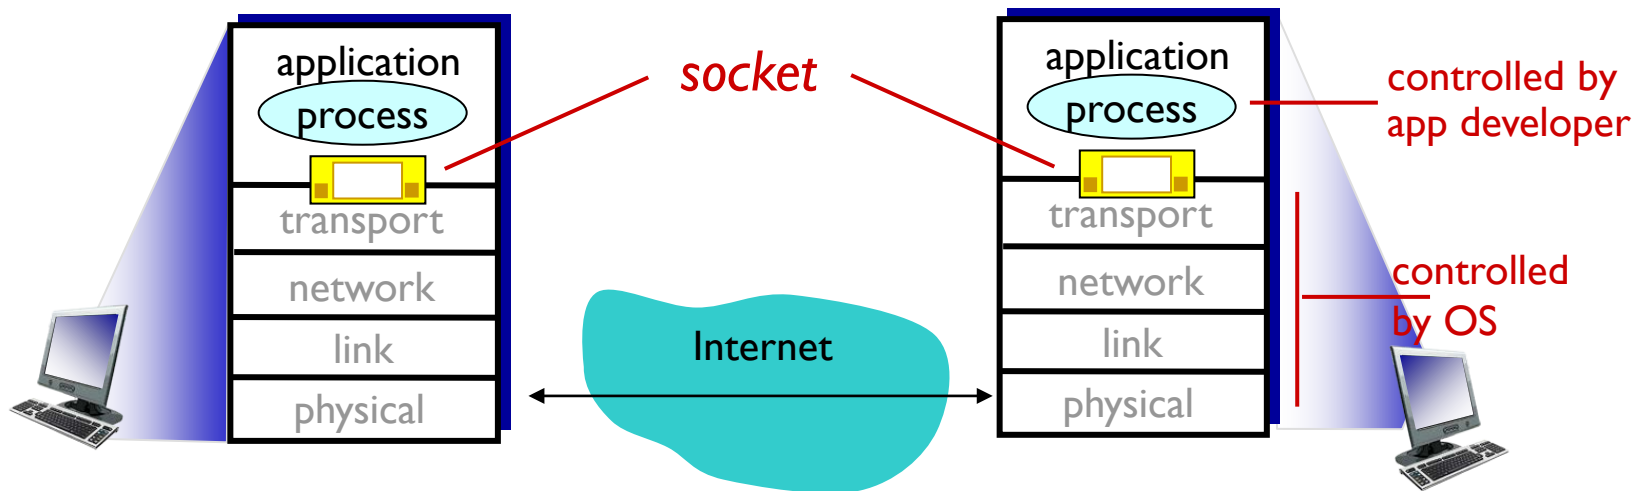 application
process
transport
network
link
physical
socket
Internet
application
process
transport
network
link
physical
controlled by
app developer
controlled
by OS